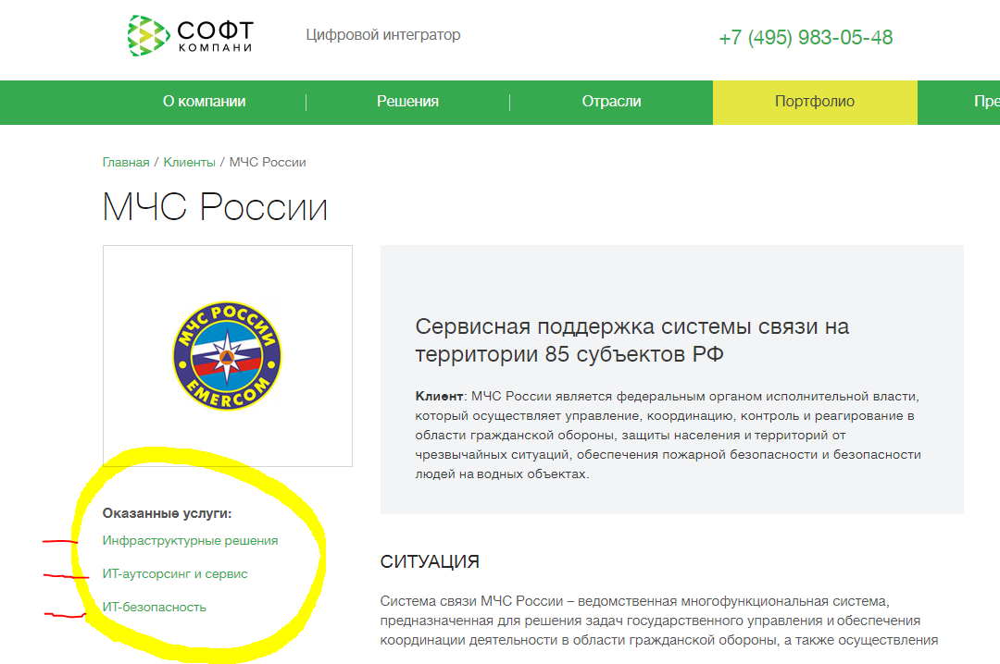 СОФТ
КОМПАНИ
Цифровой интегратор
+7 (495) 983-05-48
О компании
Решения
Отрасли
Портфолио
Пре
Главная / Клиенты / МЧС России
МЧС России
МЧС РОССИИ
EMERCOM
Сервисная поддержка системы связи на
территории 85 субъектов РФ
Клиент: МЧС России является федеральным органом исполнительной власти,
который осуществляет управление, координацию, контроль и реагирование в
области гражданской обороны, защиты населения и территорий от
чрезвычайных ситуаций, обеспечения пожарной безопасности и безопасности
людей на водных объектах.
Оказанные услуги:
Инфраструктурные решения
ИТ-аутсорсинг и сервис
ИТ-безопасность
СИТУАЦИЯ
Система связи МЧС России – ведомственная многофункциональная система,
предназначенная для решения задач государственного управления и обеспечения
координации деятельности в области гражданской обороны, а также осуществления